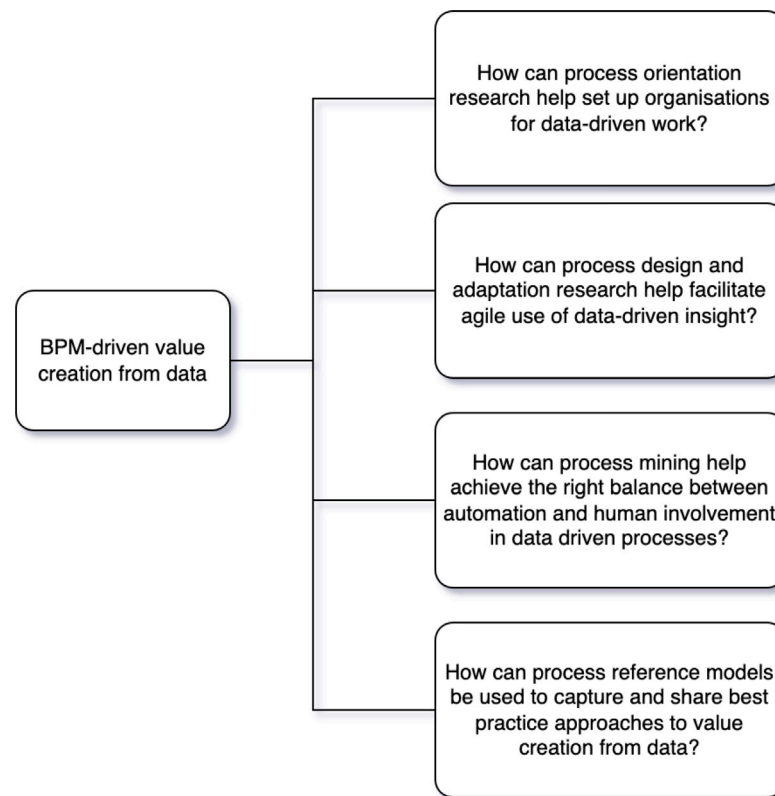 How can process orientation
research help set up organisations
for data-driven work?
How can process design and
adaptation research help facilitate
agile use of data-driven insight?
BPM-driven value
creation from data
How can process mining help
achieve the right balance between
automation and human involvement
in data driven processes?
How can process reference models
be used to capture and share best
practice approaches to value
creation from data?